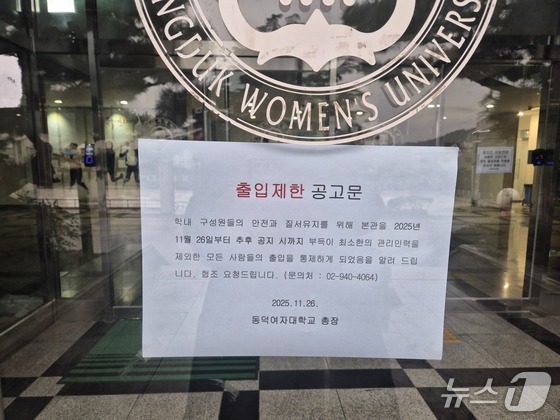 NGDUK WOMEN'S UNIVERS
출입제한 공고문
학내 구성원들의 안전과 질서유지를 위해 본관을 2025년
11월 26일부터 추후 공지 시까지 부득이 최소한의 관리인력을
제외한 모든 사람들의 출입을 통제하게 되었음을 알려 드립
니다. 협조 요청드립니다. (문의처 : 02-940-4064)
2025.11.26.
동덕여자대학교 총장
뉴스1